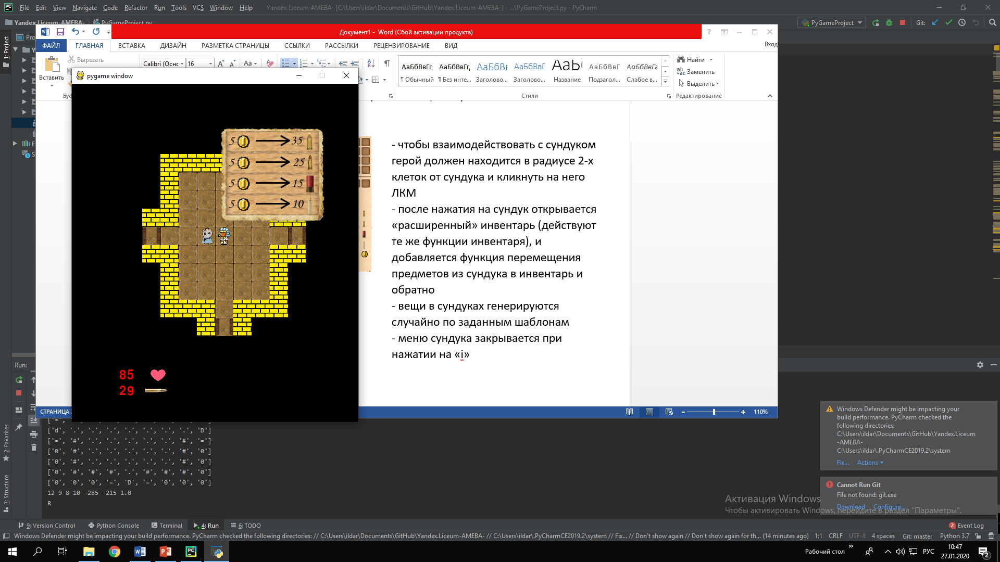 File Edit View Navigate Code Refactor Run Tools VCS Window Help Yandex.Liceum-AMEBA- [C:\Users\ildar\Documents\GitHub\Yandex.Liceum-AMEBA-] - ...\PyGameProject.py - PyCharm
Yandex.Liceum-AMEBA- PyGameProject.py PyGameProject Git:
Документ1 - Word (Сбой активации продукта)
ФАЙЛ ГЛАВНАЯ ВСТАВКА ДИЗАЙН РАЗМЕТКА СТРАНИЦЫ ССЫЛКИ РАССЫЛКИ РЕЦЕНЗИРОВАНИЕ ВИД Вход
1: Project
Вставить
Вырезать
Calibri (Оснс 16
АаБбВвГг, АаБбВвГг, АаБбВı АаБбВвГ АаЫ АаБбВвГ АаБбВвГг
¶ Обычный ¶ Без инте... Заголово... Заголово... Название Подзагол... Слабое в...
Стили
Найти
Заменить
Выделить
Редактирование
pygame window
5 35
5 25
5 15
5 10
85
29
- чтобы взаимодействовать с сундуком
герой должен находится в радиусе 2-х
клеток от сундука и кликнуть на него
ЛКМ
- после нажатия на сундук открывается
«расширенный» инвентарь (действуют
те же функции инвентаря), и
добавляется функция перемещения
предметов из сундука в инвентарь и
обратно
- вещи в сундуках генерируются
случайно по заданным шаблонам
- меню сундука закрывается при
нажатии на «i»
СТРАНИЦА 110%
Run:
['d', '.', '.', '.', '.', '.', '.', '.', 'D']
['=', '#', '.', '.', '.', '.', '.', '#', '=']
['0', '#', '.', '.', '.', '.', '.', '#', '0']
['0', '#', '.', '.', '.', '.', '.', '#', '0']
['0', '#', '#', '#', '.', '#', '#', '#', '0']
['0', '0', '0', '=', 'D', '=', '0', '0', '0']
12 9 8 10 -285 -215 1.0
R
2: Favorites
7: Structure
Windows Defender might be impacting your
build performance. PyCharm checked the
following directories:
C:\Users\ildar\Documents\GitHub\Yandex.Liceum
-AMEBA-
C:\Users\ildar\.PyCharmCE2019.2\system
Fix... Actions
Cannot Run Git
File not found: git.exe
Download Configure...
Активация Windows
Чтобы активировать Windows, перейдите в раздел "Параметры".
9: Version Control Python Console Terminal 4: Run 6: TODO 2 Event Log
Windows Defender might be impacting your build performance. PyCharm checked the following directories: // C:\Users\ildar\Documents\GitHub\Yandex.Liceum-AMEBA- // C:\Users\ildar\.PyCharmCE2019.2\system // Fix... // Don't show again // Don't show again for th... (14 minutes ago) 1:1 CRLF UTF-8 4 spaces Git: master Python 3.7
Рабочий стол РУС 10:47
27.01.2020 2